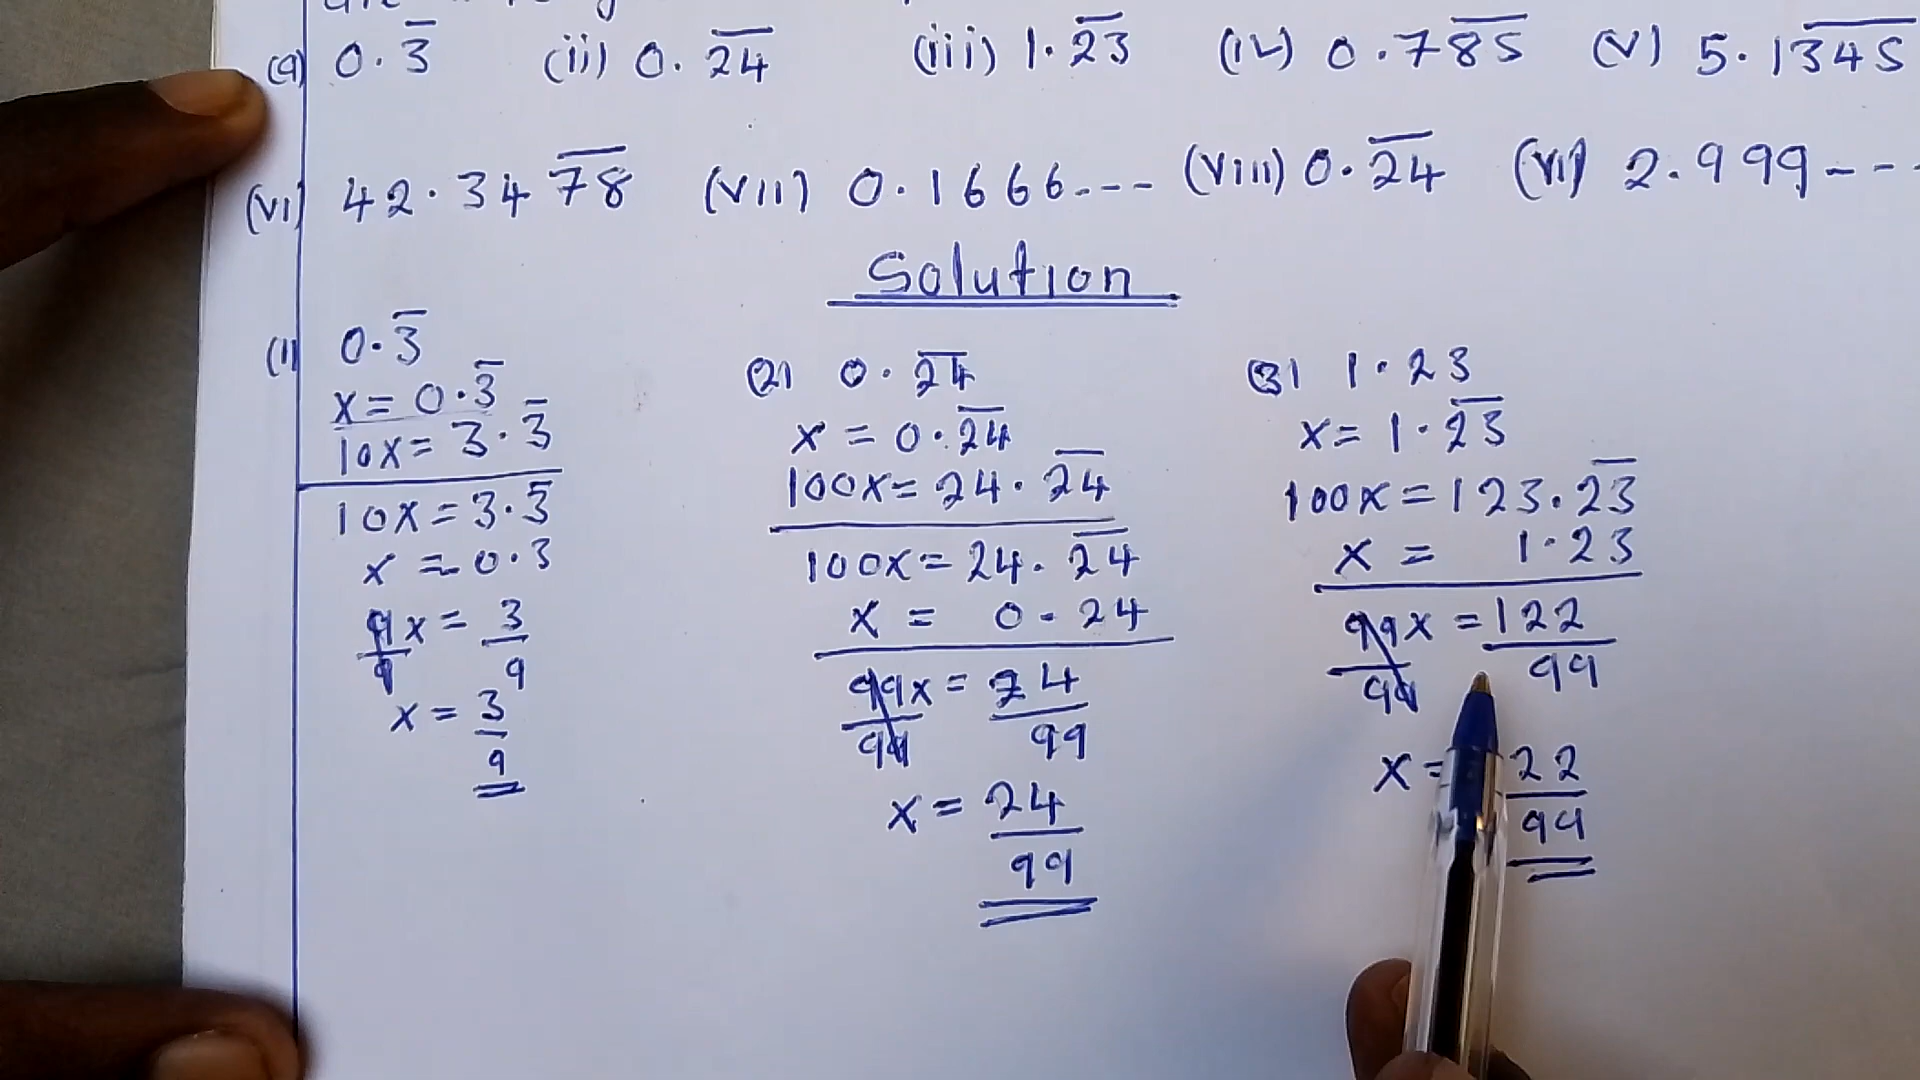 (i) 0.3̅ (ii) 0.2̅4̅ (iii) 1.2̅3̅ (iv) 0.78̅5̅ (v) 5.13̅4̅5̅
(vi) 42.347̅8̅ (vii) 0.1666--- (viii) 0.2̅4̅ (vi) 2.999---
Solution
(1) 0.3̅
x = 0.3̅
10x = 3.3̅
10x = 3.3̅
x = 0.3
9x = 3
9 9
x = 3
9
(2) 0.2̅4̅
x = 0.2̅4̅
100x = 24.2̅4̅
100x = 24.2̅4̅
x = 0.24
99x = 24
99 99
x = 24
99
(3) 1.23
x = 1.2̅3̅
100x = 123.2̅3̅
x = 1.23
99x = 122
99 99
x = 22
99